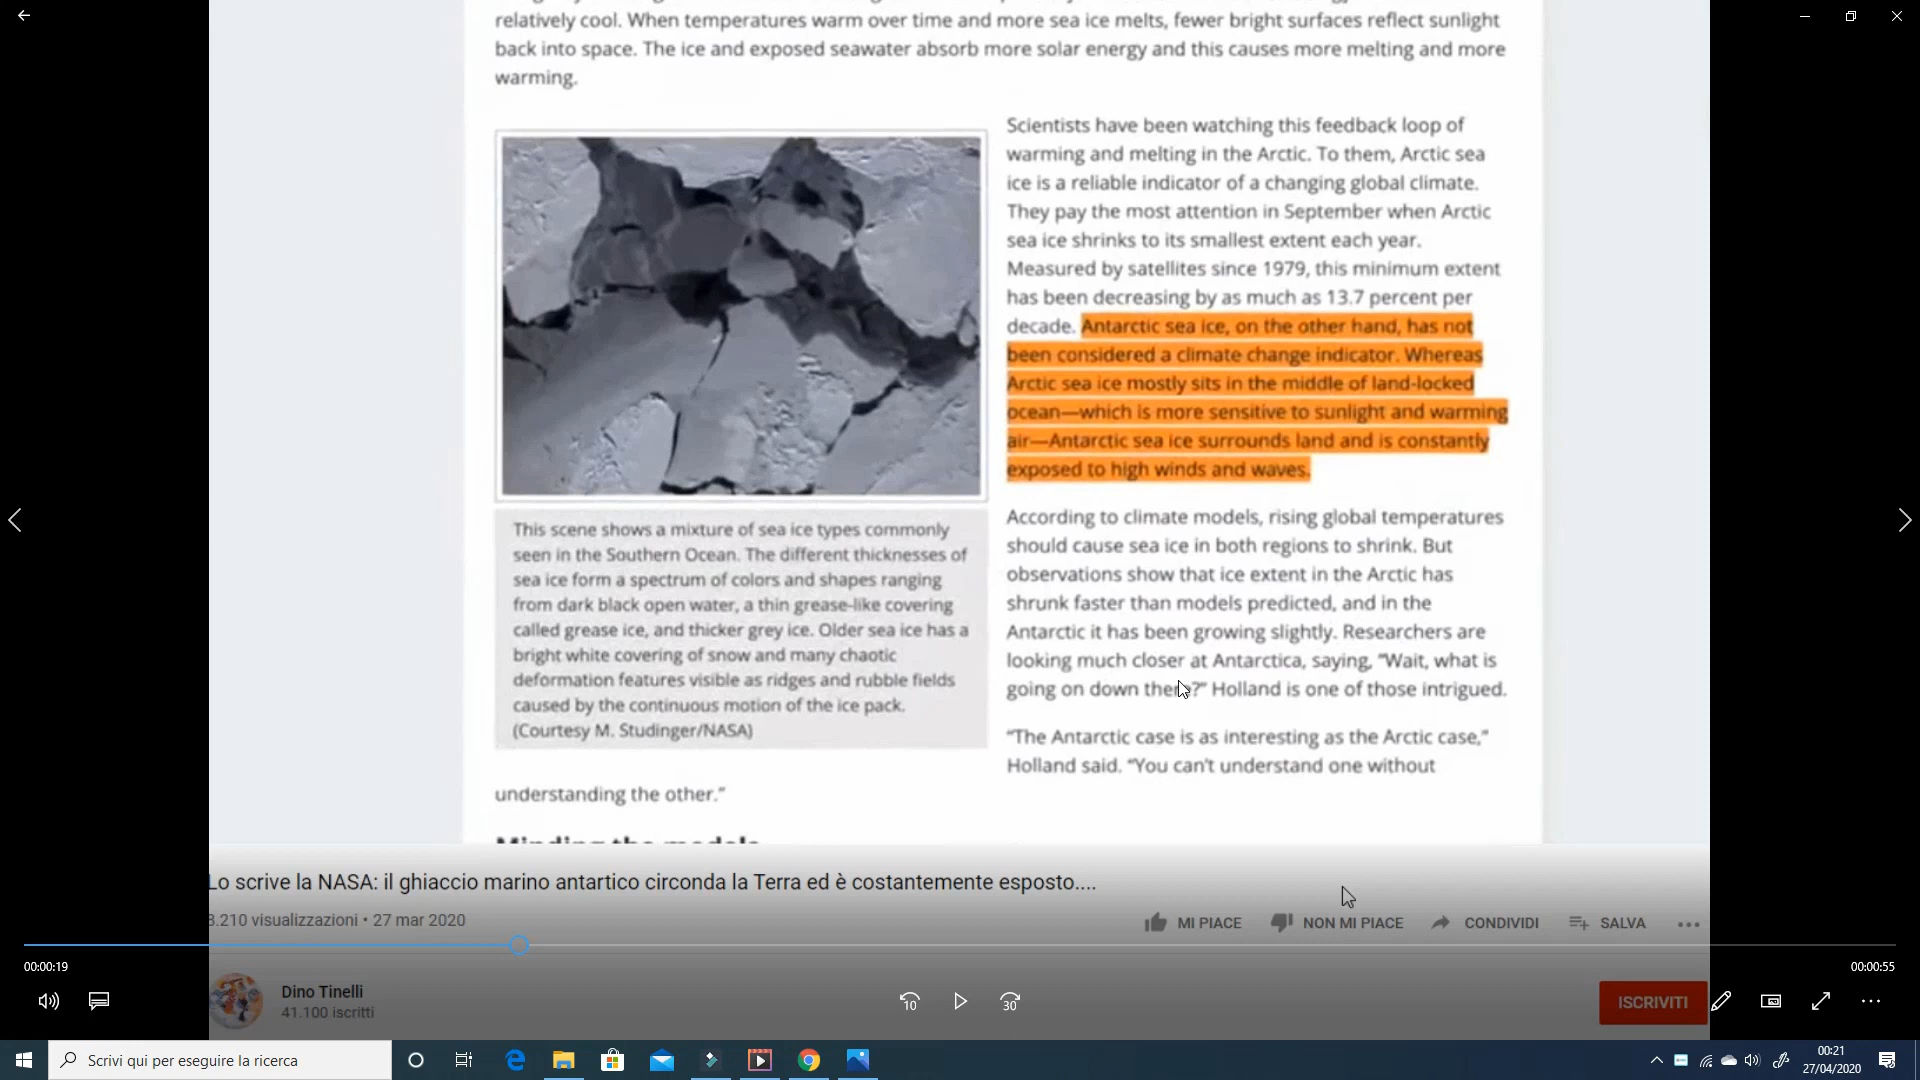 relatively cool. When temperatures warm over time and more sea ice melts, fewer bright surfaces reflect sunlight
back into space. The ice and exposed seawater absorb more solar energy and this causes more melting and more
warming.
Scientists have been watching this feedback loop of
warming and melting in the Arctic. To them, Arctic sea
ice is a reliable indicator of a changing global climate.
They pay the most attention in September when Arctic
sea ice shrinks to its smallest extent each year.
Measured by satellites since 1979, this minimum extent
has been decreasing by as much as 13.7 percent per
decade. Antarctic sea ice, on the other hand, has not
been considered a climate change indicator. Whereas
Arctic sea ice mostly sits in the middle of land-locked
ocean—which is more sensitive to sunlight and warming
air—Antarctic sea ice surrounds land and is constantly
exposed to high winds and waves.
This scene shows a mixture of sea ice types commonly
seen in the Southern Ocean. The different thicknesses of
sea ice form a spectrum of colors and shapes ranging
from dark black open water, a thin grease-like covering
called grease ice, and thicker grey ice. Older sea ice has a
bright white covering of snow and many chaotic
deformation features visible as ridges and rubble fields
caused by the continuous motion of the ice pack.
(Courtesy M. Studinger/NASA)
According to climate models, rising global temperatures
should cause sea ice in both regions to shrink. But
observations show that ice extent in the Arctic has
shrunk faster than models predicted, and in the
Antarctic it has been growing slightly. Researchers are
looking much closer at Antarctica, saying, "Wait, what is
going on down there?" Holland is one of those intrigued.
"The Antarctic case is as interesting as the Arctic case,"
Holland said. "You can't understand one without
understanding the other."
Minding the models
Lo scrive la NASA: il ghiaccio marino antartico circonda la Terra ed è costantemente esposto....
8.210 visualizzazioni • 27 mar 2020
MI PIACE
NON MI PIACE
CONDIVIDI
SALVA
00:00:19
00:00:55
Dino Tinelli
41.100 iscritti
10
30
ISCRIVITI
Scrivi qui per eseguire la ricerca
00:21
27/04/2020